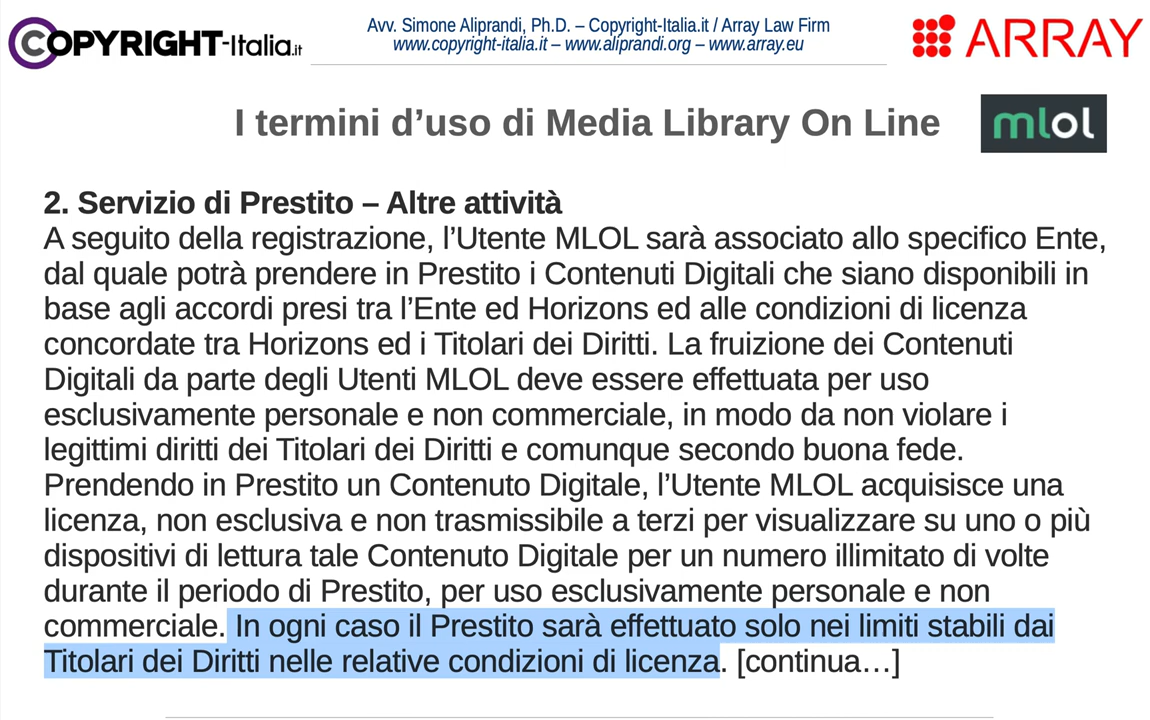 COPYRIGHT-Italia.it
Avv. Simone Aliprandi, Ph.D. – Copyright-Italia.it / Array Law Firm
www.copyright-italia.it – www.aliprandi.org – www.array.eu
ARRAY
I termini d’uso di Media Library On Line
mlol
2. Servizio di Prestito – Altre attività
A seguito della registrazione, l’Utente MLOL sarà associato allo specifico Ente,
dal quale potrà prendere in Prestito i Contenuti Digitali che siano disponibili in
base agli accordi presi tra l’Ente ed Horizons ed alle condizioni di licenza
concordate tra Horizons ed i Titolari dei Diritti. La fruizione dei Contenuti
Digitali da parte degli Utenti MLOL deve essere effettuata per uso
esclusivamente personale e non commerciale, in modo da non violare i
legittimi diritti dei Titolari dei Diritti e comunque secondo buona fede.
Prendendo in Prestito un Contenuto Digitale, l’Utente MLOL acquisisce una
licenza, non esclusiva e non trasmissibile a terzi per visualizzare su uno o più
dispositivi di lettura tale Contenuto Digitale per un numero illimitato di volte
durante il periodo di Prestito, per uso esclusivamente personale e non
commerciale. In ogni caso il Prestito sarà effettuato solo nei limiti stabili dai
Titolari dei Diritti nelle relative condizioni di licenza. [continua…]